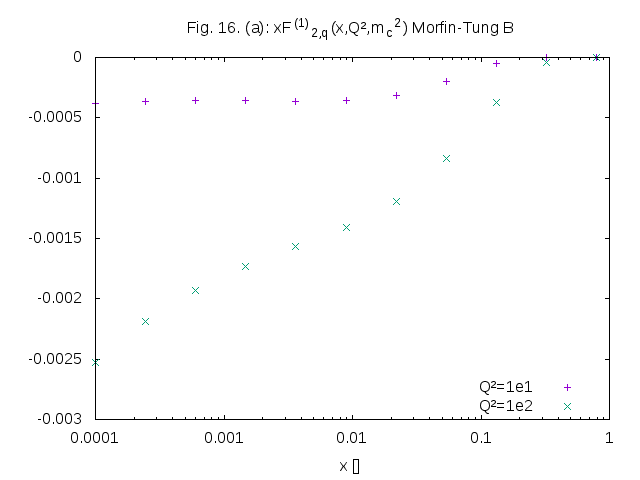 Fig. 16. (a): xF⁽¹⁾₂,q(x,Q²,mc²) Morfin-Tung B
0
-0.0005
-0.001
-0.0015
-0.002
-0.0025
-0.003
Q²=1e1
Q²=1e2
0.0001 0.001 0.01 0.1 1
x []